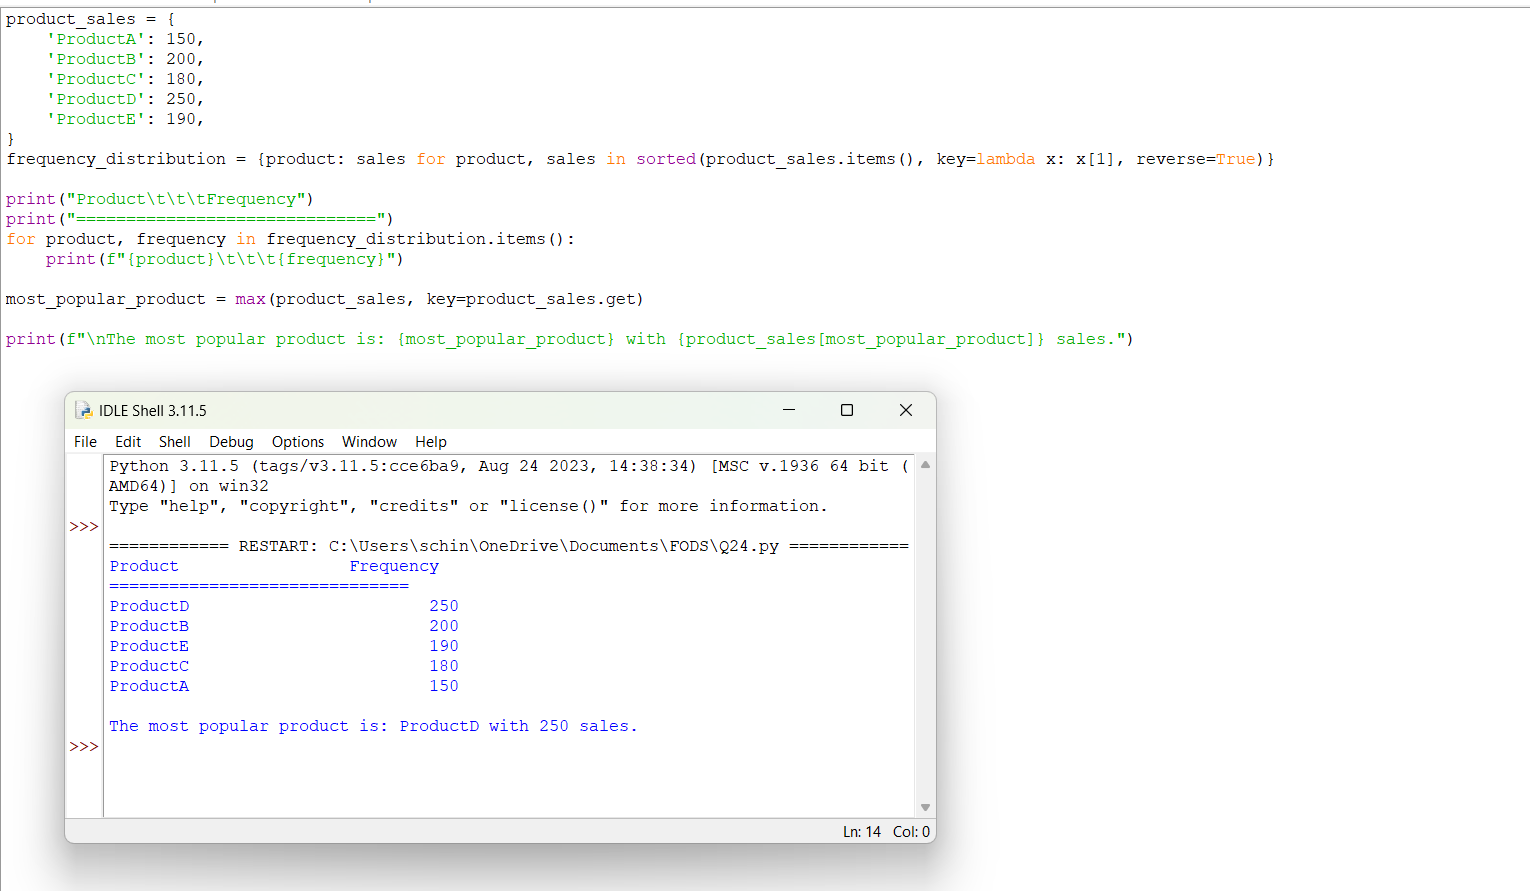 product_sales = {
    'ProductA': 150,
    'ProductB': 200,
    'ProductC': 180,
    'ProductD': 250,
    'ProductE': 190,
}
frequency_distribution = {product: sales for product, sales in sorted(product_sales.items(), key=lambda x: x[1], reverse=True)}
print("Product\t\t\tFrequency")
print("==============================")
for product, frequency in frequency_distribution.items():
    print(f"{product}\t\t\t{frequency}")
most_popular_product = max(product_sales, key=product_sales.get)
print(f"\nThe most popular product is: {most_popular_product} with {product_sales[most_popular_product]} sales.")
IDLE Shell 3.11.5
File Edit Shell Debug Options Window Help
Python 3.11.5 (tags/v3.11.5:cce6ba9, Aug 24 2023, 14:38:34) [MSC v.1936 64 bit (
AMD64)] on win32
Type "help", "copyright", "credits" or "license()" for more information.
>>>
============ RESTART: C:\Users\schin\OneDrive\Documents\FODS\Q24.py ============
Product Frequency
==============================
ProductD 250
ProductB 200
ProductE 190
ProductC 180
ProductA 150
The most popular product is: ProductD with 250 sales.
>>>
Ln: 14 Col: 0